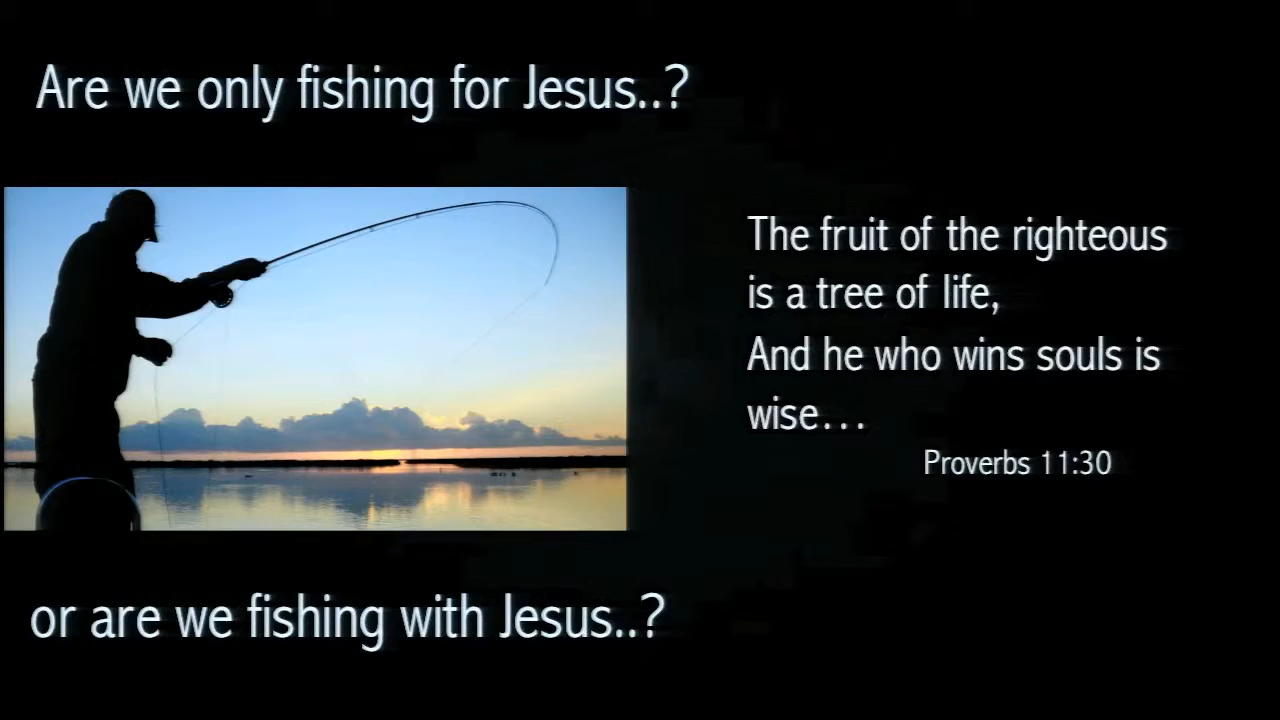 Are we only fishing for Jesus..?
The fruit of the righteous
is a tree of life,
And he who wins souls is
wise…
Proverbs 11:30
or are we fishing with Jesus..?